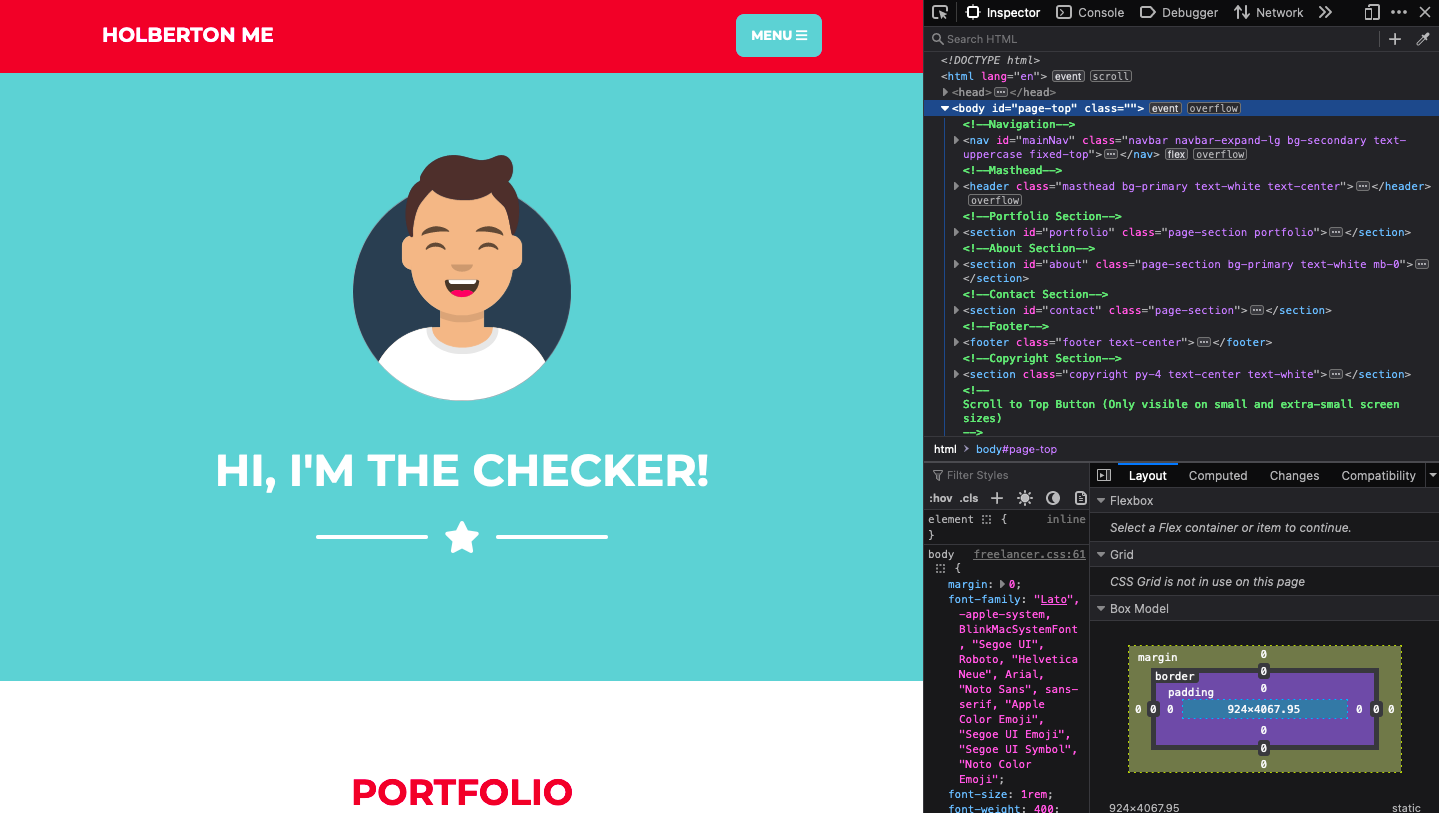 HOLBERTON ME
MENU
HI, I'M THE CHECKER!
PORTFOLIO
Inspector
Console
Debugger
Network
Search HTML
<!DOCTYPE html>
<html lang="en"> event scroll
<head></head>
<body id="page-top" class=""> event overflow
<!--Navigation-->
<nav id="mainNav" class="navbar navbar-expand-lg bg-secondary text-
uppercase fixed-top"></nav> flex overflow
<!--Masthead-->
<header class="masthead bg-primary text-white text-center"></header>
overflow
<!--Portfolio Section-->
<section id="portfolio" class="page-section portfolio"></section>
<!--About Section-->
<section id="about" class="page-section bg-primary text-white mb-0">
</section>
<!--Contact Section-->
<section id="contact" class="page-section"></section>
<!--Footer-->
<footer class="footer text-center"></footer>
<!--Copyright Section-->
<section class="copyright py-4 text-center text-white"></section>
<!--
Scroll to Top Button (Only visible on small and extra-small screen
sizes)
-->
html > body#page-top
Filter Styles
:hov .cls
element { inline
}
body freelancer.css:61
{
margin: 0;
font-family: "Lato",
-apple-system,
BlinkMacSystemFont
, "Segoe UI",
Roboto, "Helvetica
Neue", Arial,
"Noto Sans", sans-
serif, "Apple
Color Emoji",
"Segoe UI Emoji",
"Segoe UI Symbol",
"Noto Color
Emoji";
font-size: 1rem;
font-weight: 400;
Layout
Computed
Changes
Compatibility
Flexbox
Select a Flex container or item to continue.
Grid
CSS Grid is not in use on this page
Box Model
margin 0
border 0
padding 0
0 0 0 924×4067.95 0 0 0
0
0
0
924×4067.95 static